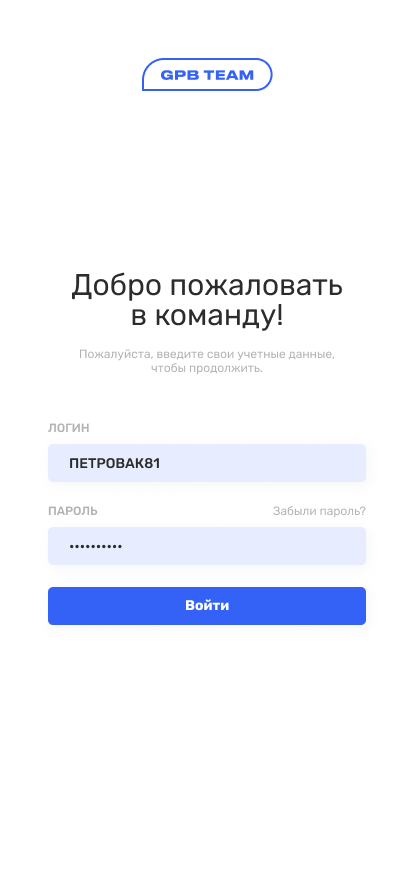 GPB TEAM
Добро пожаловать
в команду!
Пожалуйста, введите свои учетные данные,
чтобы продолжить.
ЛОГИН
ПЕТРОВАК81
ПАРОЛЬ Забыли пароль?
••••••••••
Войти